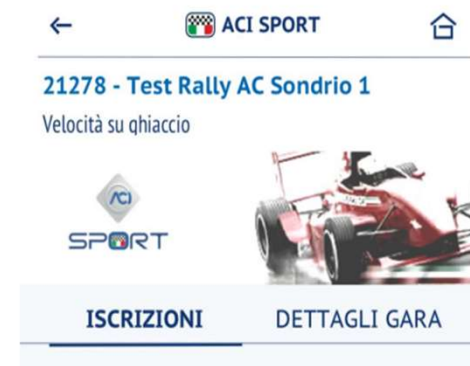 ACI SPORT
21278 - Test Rally AC Sondrio 1
Velocità su ghiaccio
ACI
SPORT
ISCRIZIONI DETTAGLI GARA